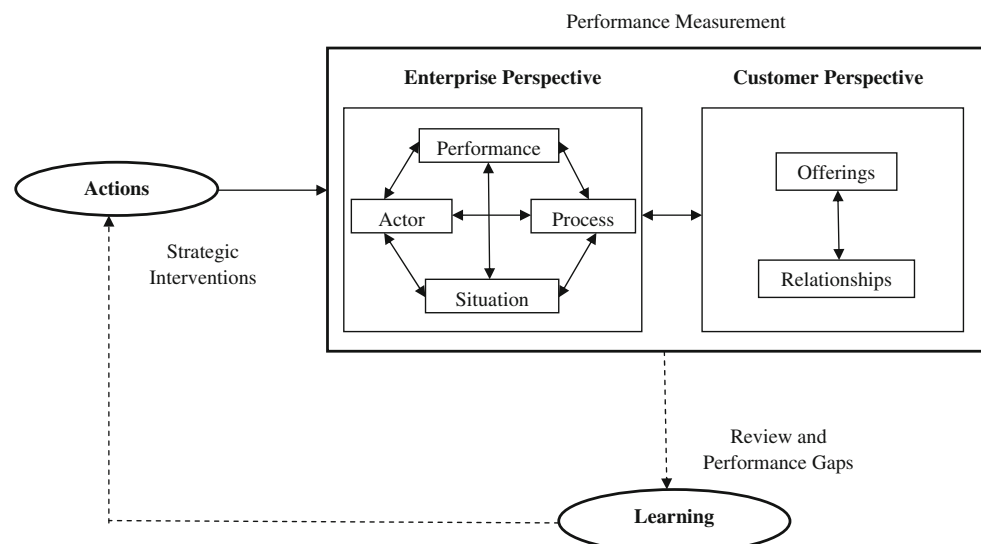 Performance Measurement
Enterprise Perspective
Customer Perspective
Performance
Offerings
Actions
Actor
Process
Strategic
Interventions
Situation
Relationships
Review and
Performance Gaps
Learning